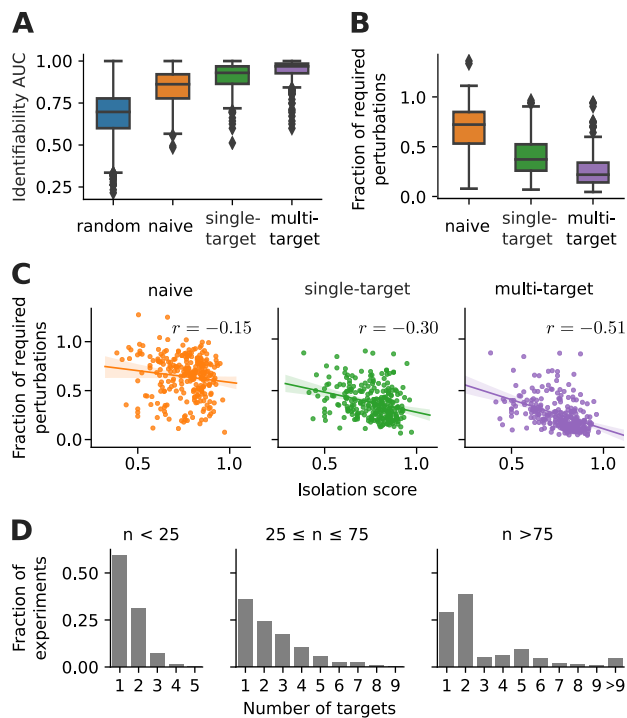 A
Identifiability AUC
1.00
0.75
0.50
0.25
random
naive
single-
target
multi-
target
B
Fraction of required
perturbations
1.0
0.5
0.0
naive
single-
target
multi-
target
C
naive
single-target
multi-target
r = −0.15
r = −0.30
r = −0.51
Fraction of required
perturbations
1.0
0.5
0.0
0.5 1.0
0.5 1.0
0.5 1.0
Isolation score
D
n < 25
25 ≤ n ≤ 75
n >75
Fraction of
experiments
0.50
0.25
0.00
1 2 3 4 5
1 2 3 4 5 6 7 8 9
1 2 3 4 5 6 7 8 9 >9
Number of targets